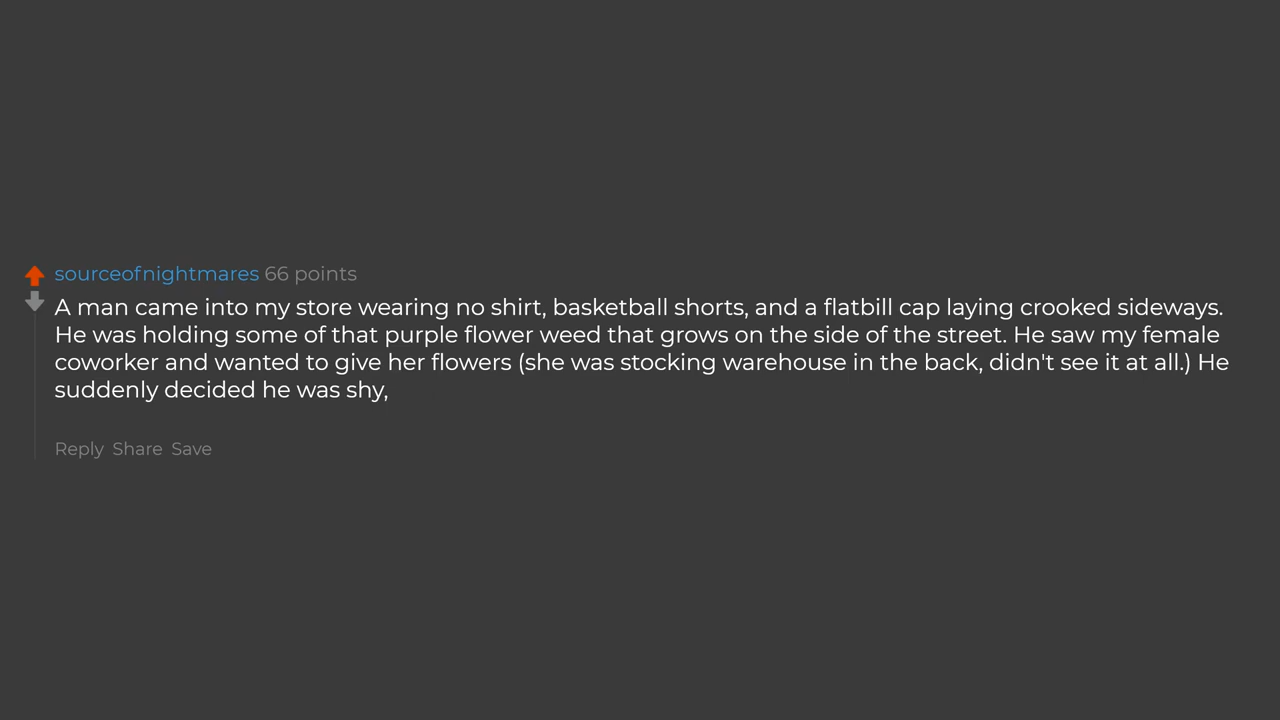 sourceofnightmares 66 points
A man came into my store wearing no shirt, basketball shorts, and a flatbill cap laying crooked sideways.
He was holding some of that purple flower weed that grows on the side of the street. He saw my female
coworker and wanted to give her flowers (she was stocking warehouse in the back, didn't see it at all.) He
suddenly decided he was shy,
Reply Share Save